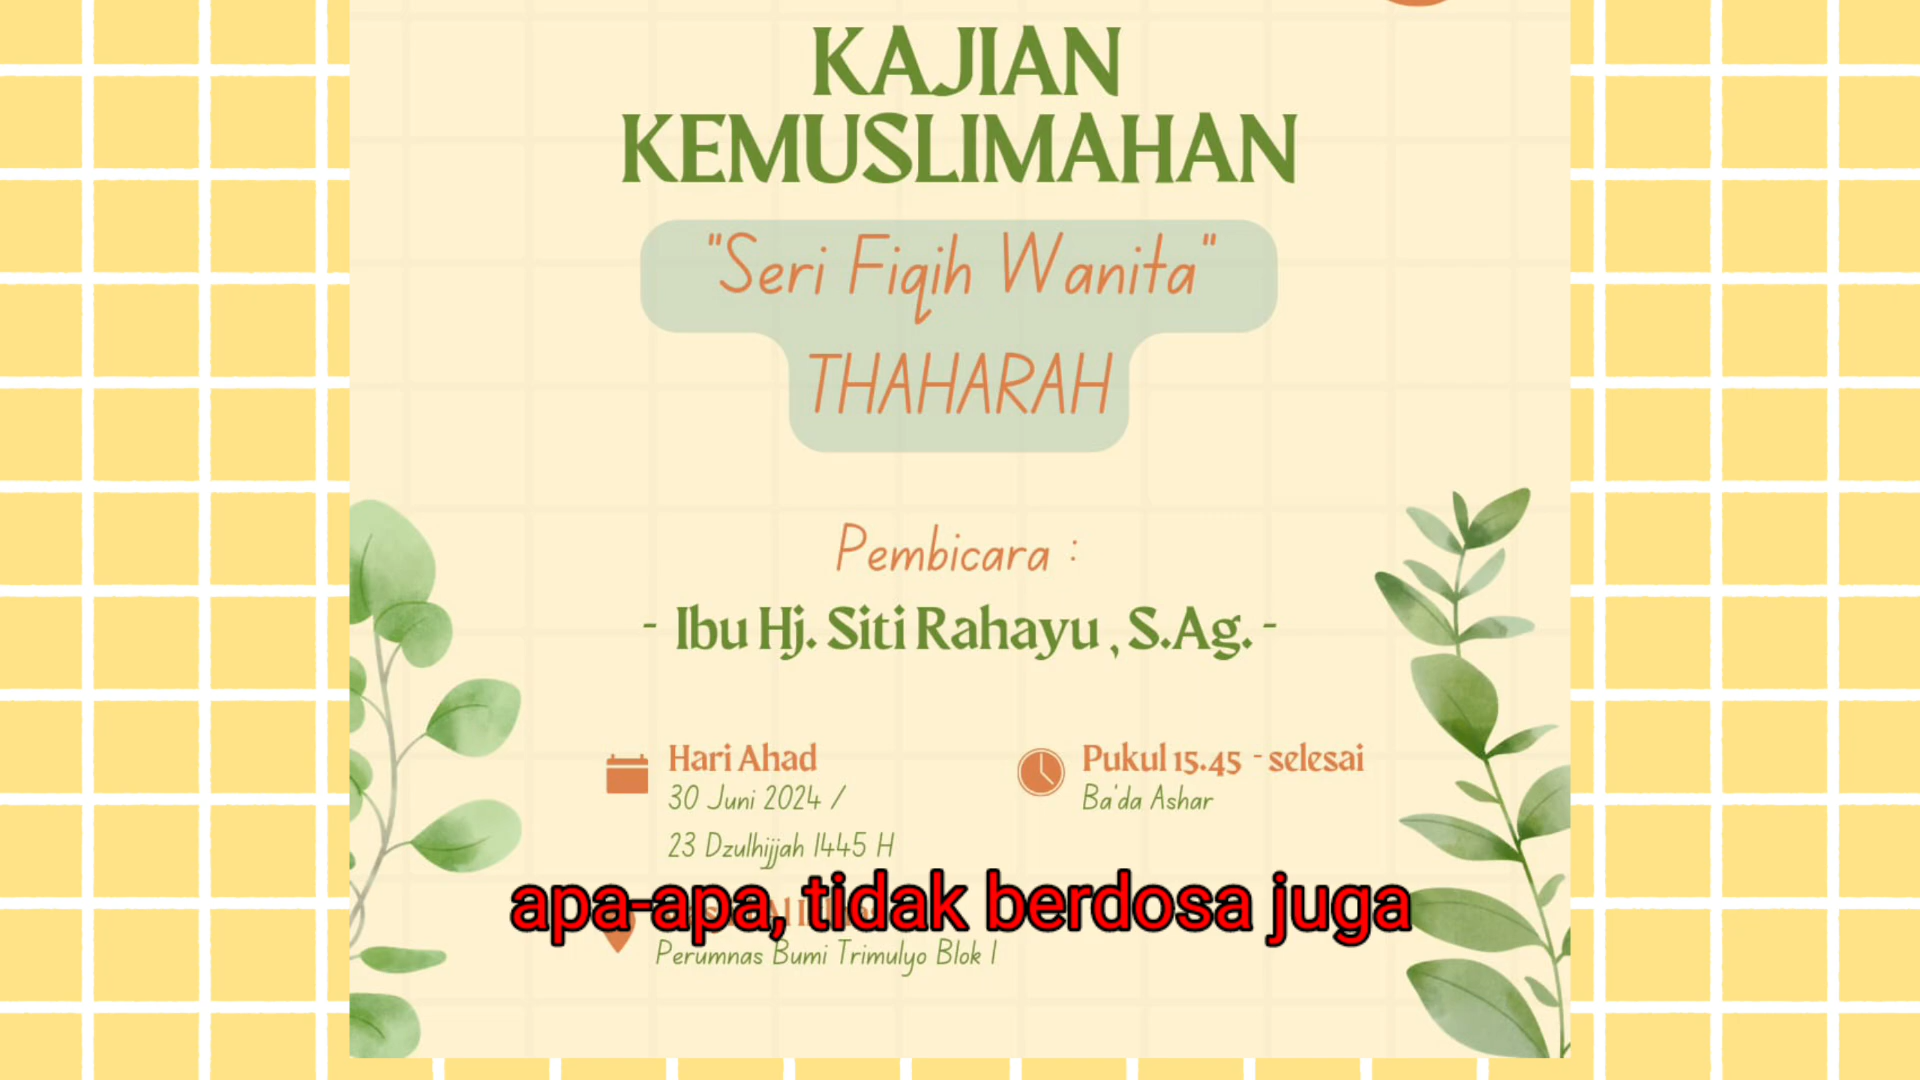 KAJIAN
KEMUSLIMAHAN
"Seri Fiqih Wanita"
THAHARAH
Pembicara :
- Ibu Hj. Siti Rahayu , S.Ag. -
Hari Ahad
30 Juni 2024 /
23 Dzulhijjah 1445 H
Pukul 15.45 - selesai
Ba'da Ashar
apa-apa, tidak berdosa juga
Perumnas Bumi Trimulyo Blok I